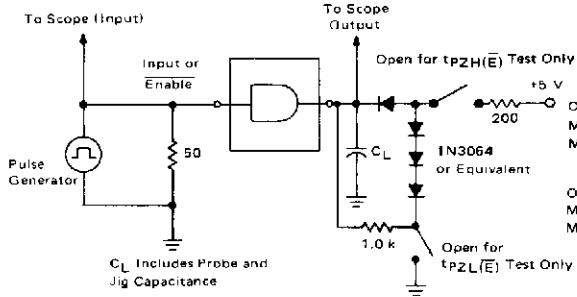 To Scope (Input)
To Scope
Output
Open for tPZH(E̅) Test Only
Input or
E̅n̅a̅b̅l̅e̅
+5 V
200
Pulse
Generator
50
CL
1N3064
or Equivalent
1.0 k
Open for
tPZL(E̅) Test Only
CL Includes Probe and
Jig Capacitance
C
M
M
O
M
M